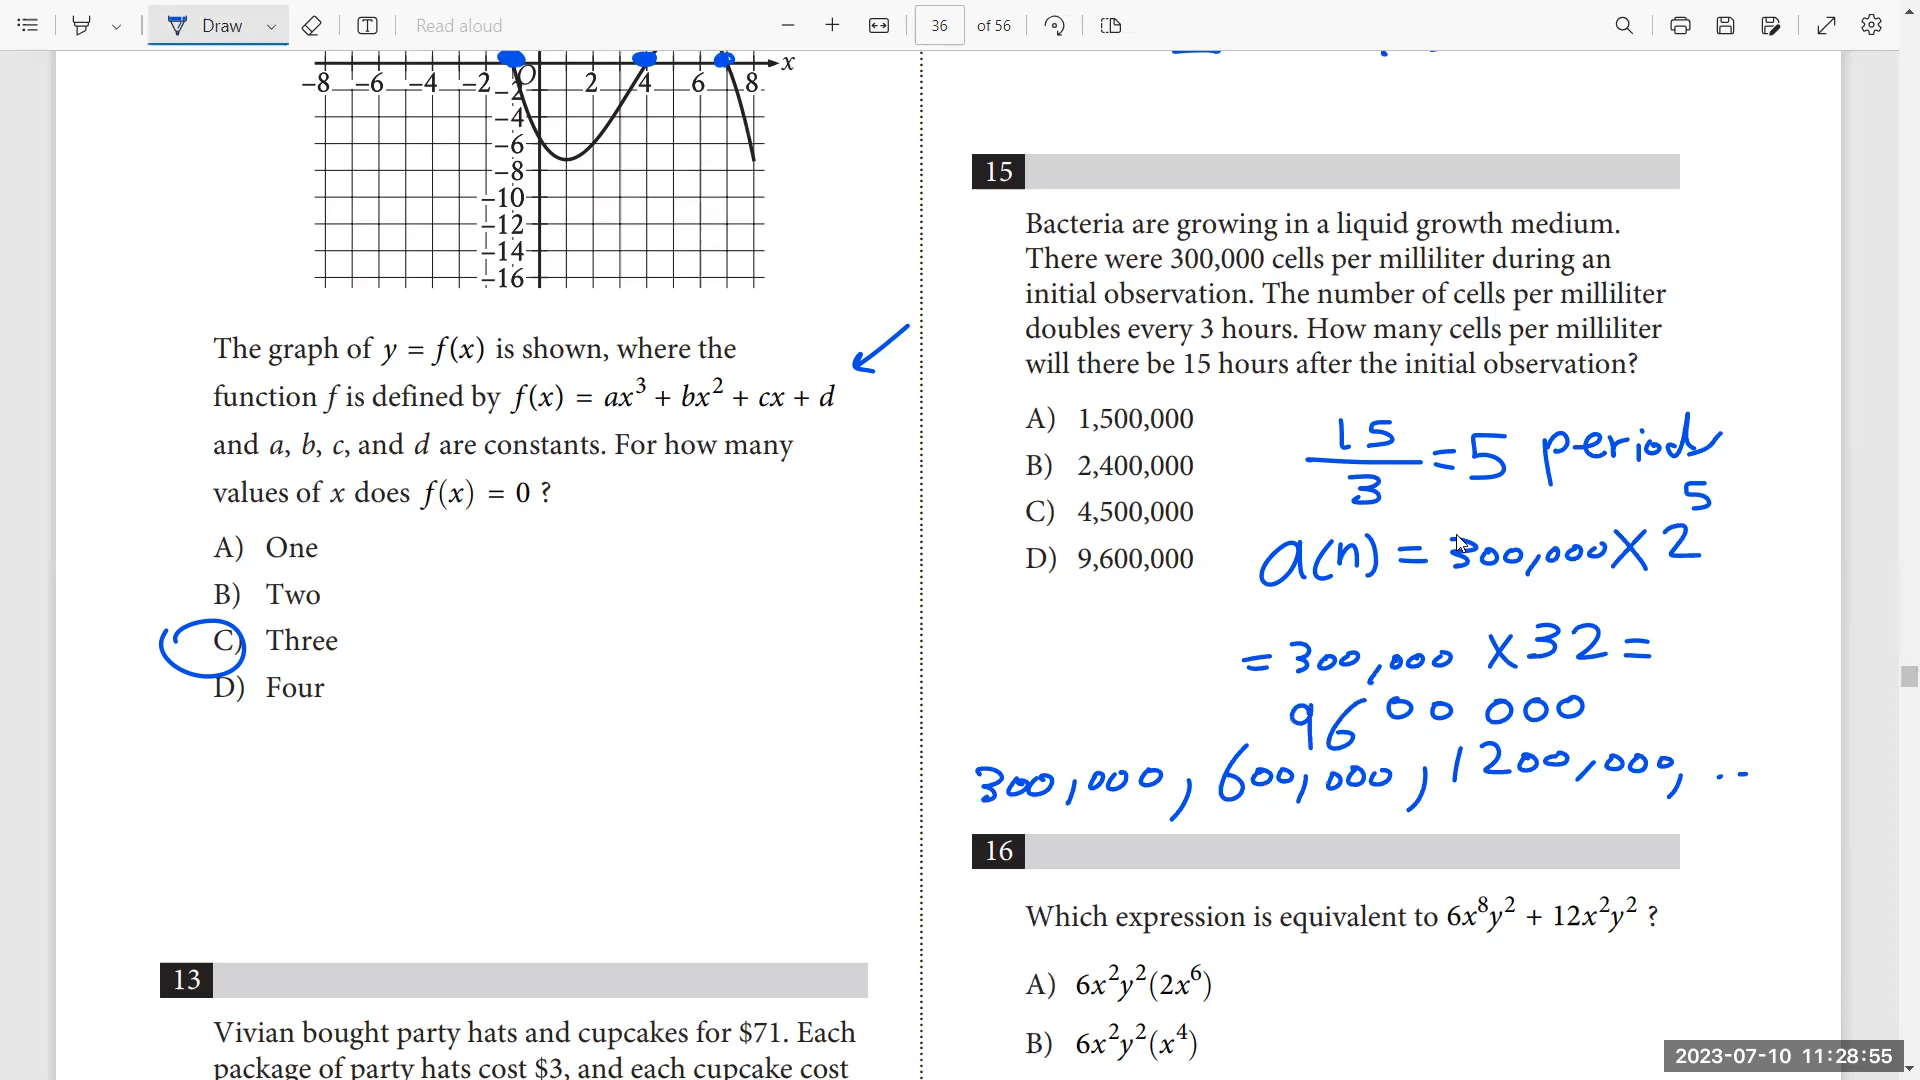 Draw
Read aloud
36 of 56
x
−8 −6 −4 −2 O 2 4 6 8
−2
−4
−6
−8
−10
−12
−14
−16
The graph of y = f(x) is shown, where the
function f is defined by f(x) = ax³ + bx² + cx + d
and a, b, c, and d are constants. For how many
values of x does f(x) = 0 ?
A) One
B) Two
C) Three
D) Four
13
Vivian bought party hats and cupcakes for $71. Each
package of party hats cost $3, and each cupcake cost
15
Bacteria are growing in a liquid growth medium.
There were 300,000 cells per milliliter during an
initial observation. The number of cells per milliliter
doubles every 3 hours. How many cells per milliliter
will there be 15 hours after the initial observation?
A) 1,500,000
B) 2,400,000
C) 4,500,000
D) 9,600,000
15/3 = 5 periods
a(n) = 300,000 × 2⁵
= 300,000 × 32 =
96 00 000
300,000, 600,000, 1200,000, ..
16
Which expression is equivalent to 6x⁸y² + 12x²y² ?
A) 6x²y²(2x⁶)
B) 6x²y²(x⁴)
2023-07-10 11:28:55